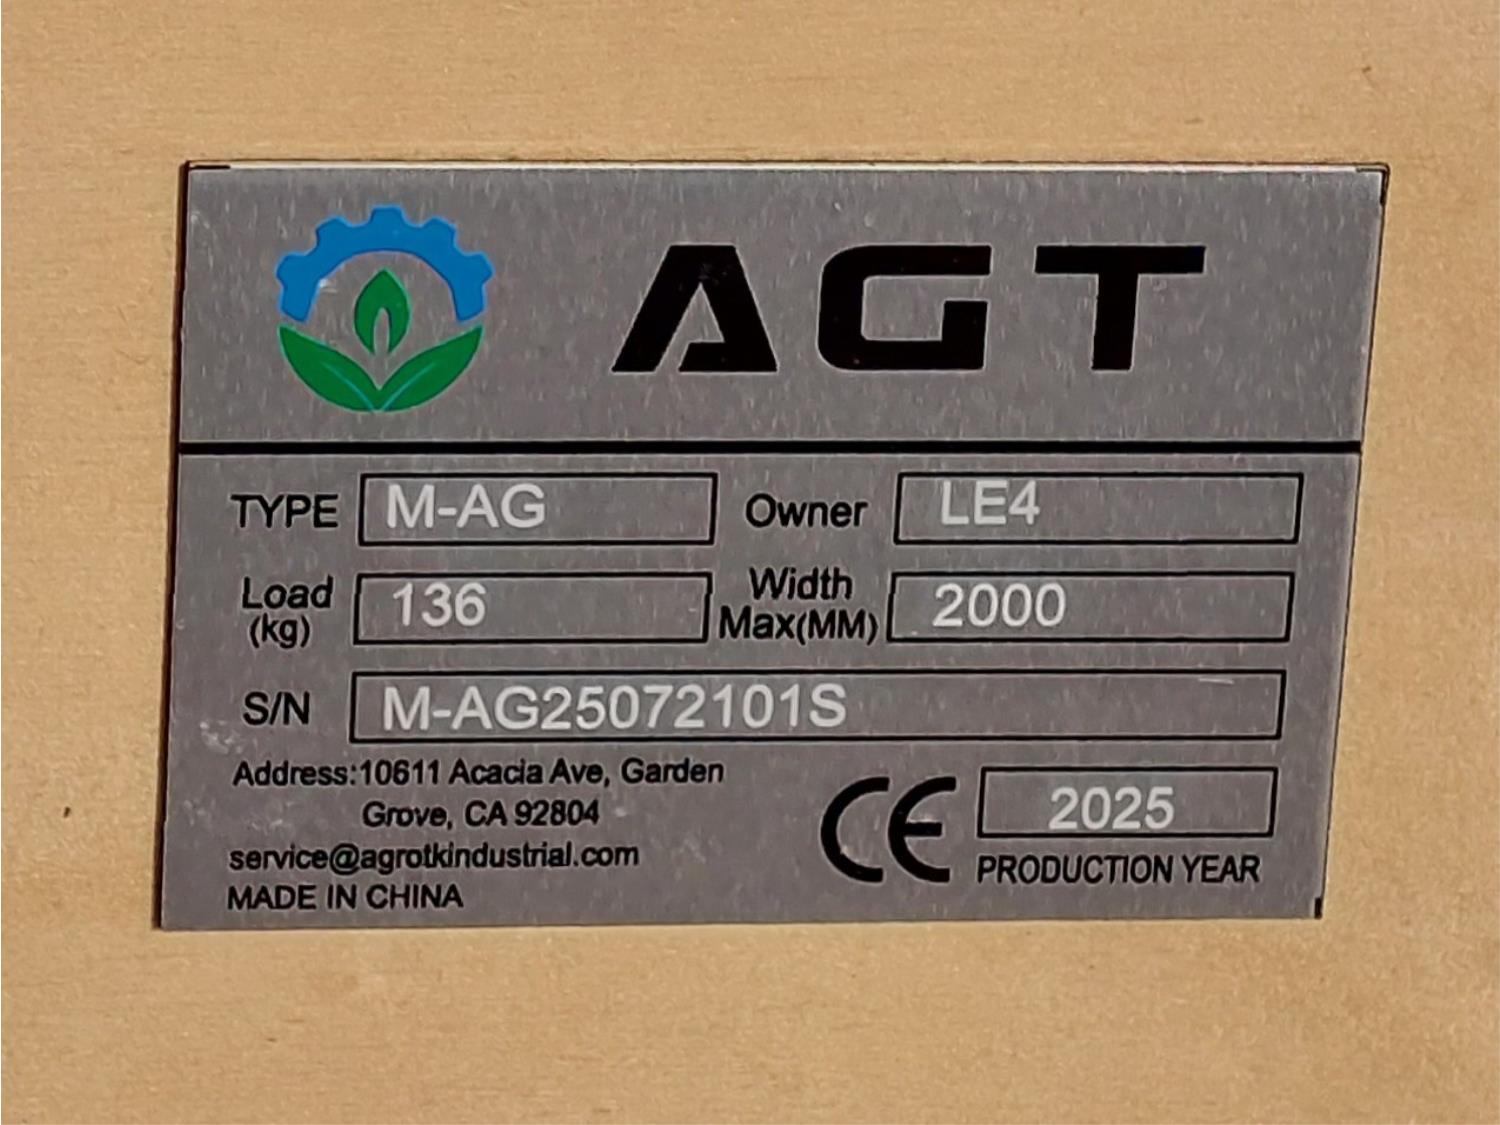 AGT
TYPE M-AG Owner LE4
Load (kg) 136 Width Max(MM) 2000
S/N M-AG25072101S
Address:10611 Acacia Ave, Garden
Grove, CA 92804
service@agrotkindustrial.com
MADE IN CHINA
CE 2025
PRODUCTION YEAR